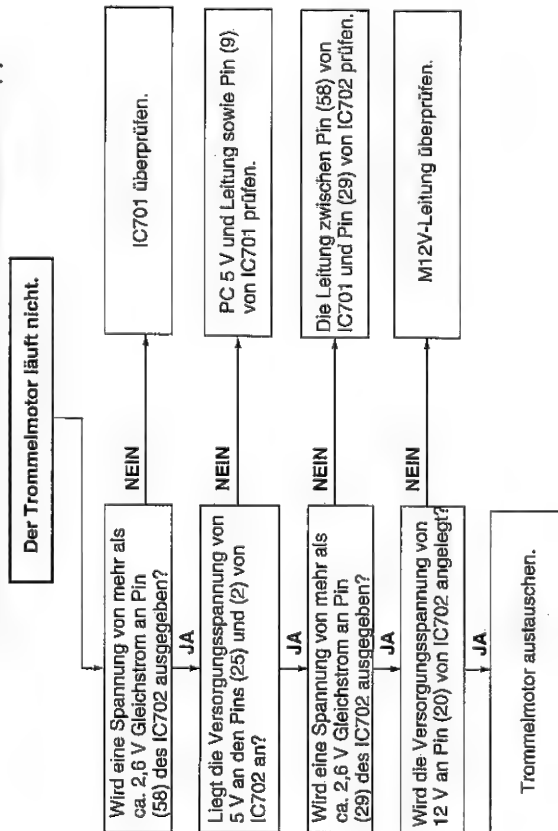 Der Trommelmotor läuft nicht.
Wird eine Spannung von mehr als
ca. 2,6 V Gleichstrom an Pin
(58) des IC702 ausgegeben?
NEIN
IC701 überprüfen.
JA
Liegt die Versorgungsspannung von
5 V an den Pins (25) und (2) von
IC702 an?
NEIN
PC 5 V und Leitung sowie Pin (9)
von IC701 prüfen.
JA
Wird eine Spannung von mehr als
ca. 2,6 V Gleichstrom an Pin
(29) des IC702 ausgegeben?
NEIN
Die Leitung zwischen Pin (58) von
IC701 und Pin (29) von IC702 prüfen.
JA
Wird die Versorgungsspannung von
12 V an Pin (20) von IC702 angelegt?
NEIN
M12V-Leitung überprüfen.
JA
Trommelmotor austauschen.